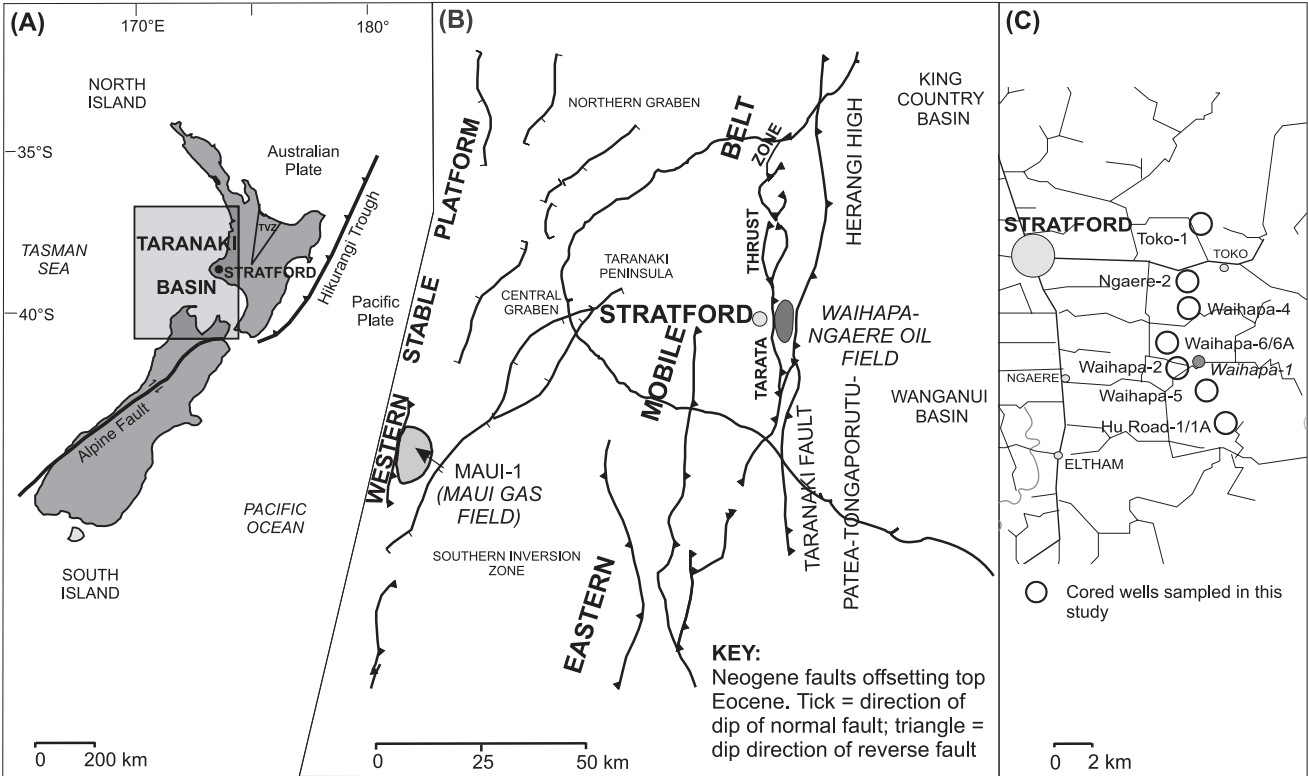 (A)
170°E
180°
NORTH
ISLAND
35°S
Australian
Plate
TVZ
TARANAKI
BASIN
STRATFORD
TASMAN
SEA
Hikurangi Trough
40°S
Pacific
Plate
Alpine Fault
PACIFIC
OCEAN
SOUTH
ISLAND
0
200 km
(B)
NORTHERN GRABEN
KING
COUNTRY
BASIN
WESTERN STABLE PLATFORM
EASTERN MOBILE BELT
TARATA THRUST ZONE
HERANGI HIGH
TARANAKI
PENINSULA
CENTRAL
GRABEN
STRATFORD
WAIHAPA-
NGAERE OIL
FIELD
WANGANUI
BASIN
TARANAKI FAULT
PATEA-TONGAPORUTU-
MAUI-1
(MAUI GAS
FIELD)
SOUTHERN INVERSION
ZONE
KEY:
Neogene faults offsetting top
Eocene. Tick = direction of
dip of normal fault; triangle =
dip direction of reverse fault
0
25
50 km
(C)
STRATFORD
Toko-1
TOKO
Ngaere-2
Waihapa-4
Waihapa-6/6A
Waihapa-2
Waihapa-1
NGAERE
Waihapa-5
Hu Road-1/1A
ELTHAM
Cored wells sampled in this
study
0
2 km